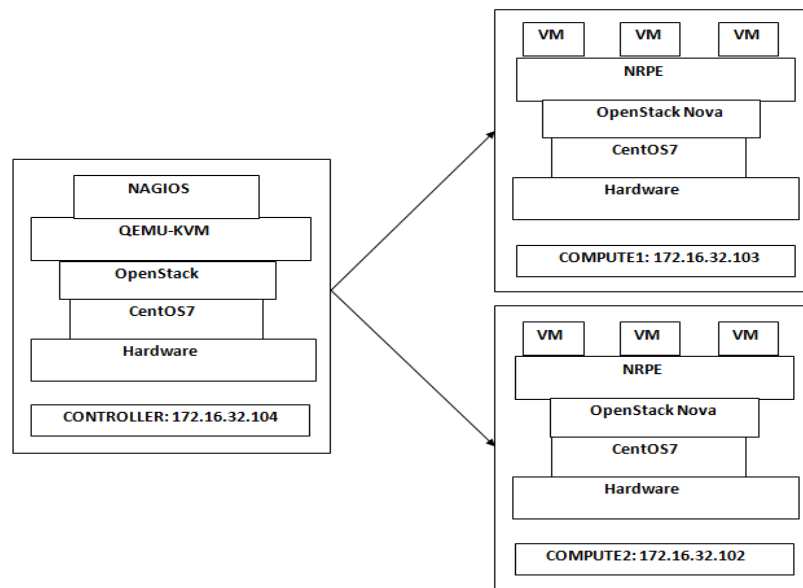 NAGIOS
QEMU-KVM
OpenStack
CentOS7
Hardware
CONTROLLER: 172.16.32.104
VM VM VM
NRPE
OpenStack Nova
CentOS7
Hardware
COMPUTE1: 172.16.32.103
VM VM VM
NRPE
OpenStack Nova
CentOS7
Hardware
COMPUTE2: 172.16.32.102